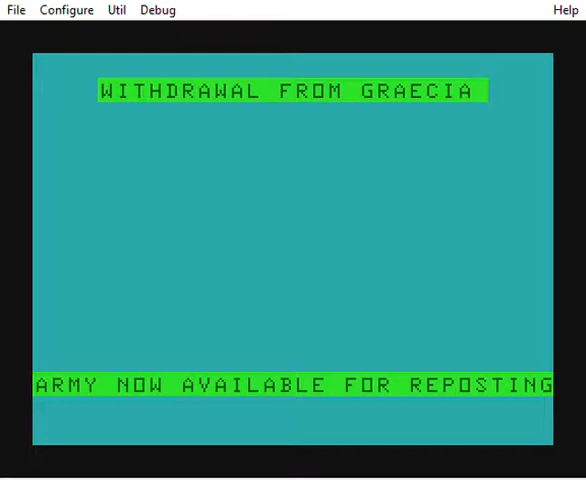 File Configure Util Debug Help
WITHDRAWAL FROM GRAECIA
ARMY NOW AVAILABLE FOR REPOSTING